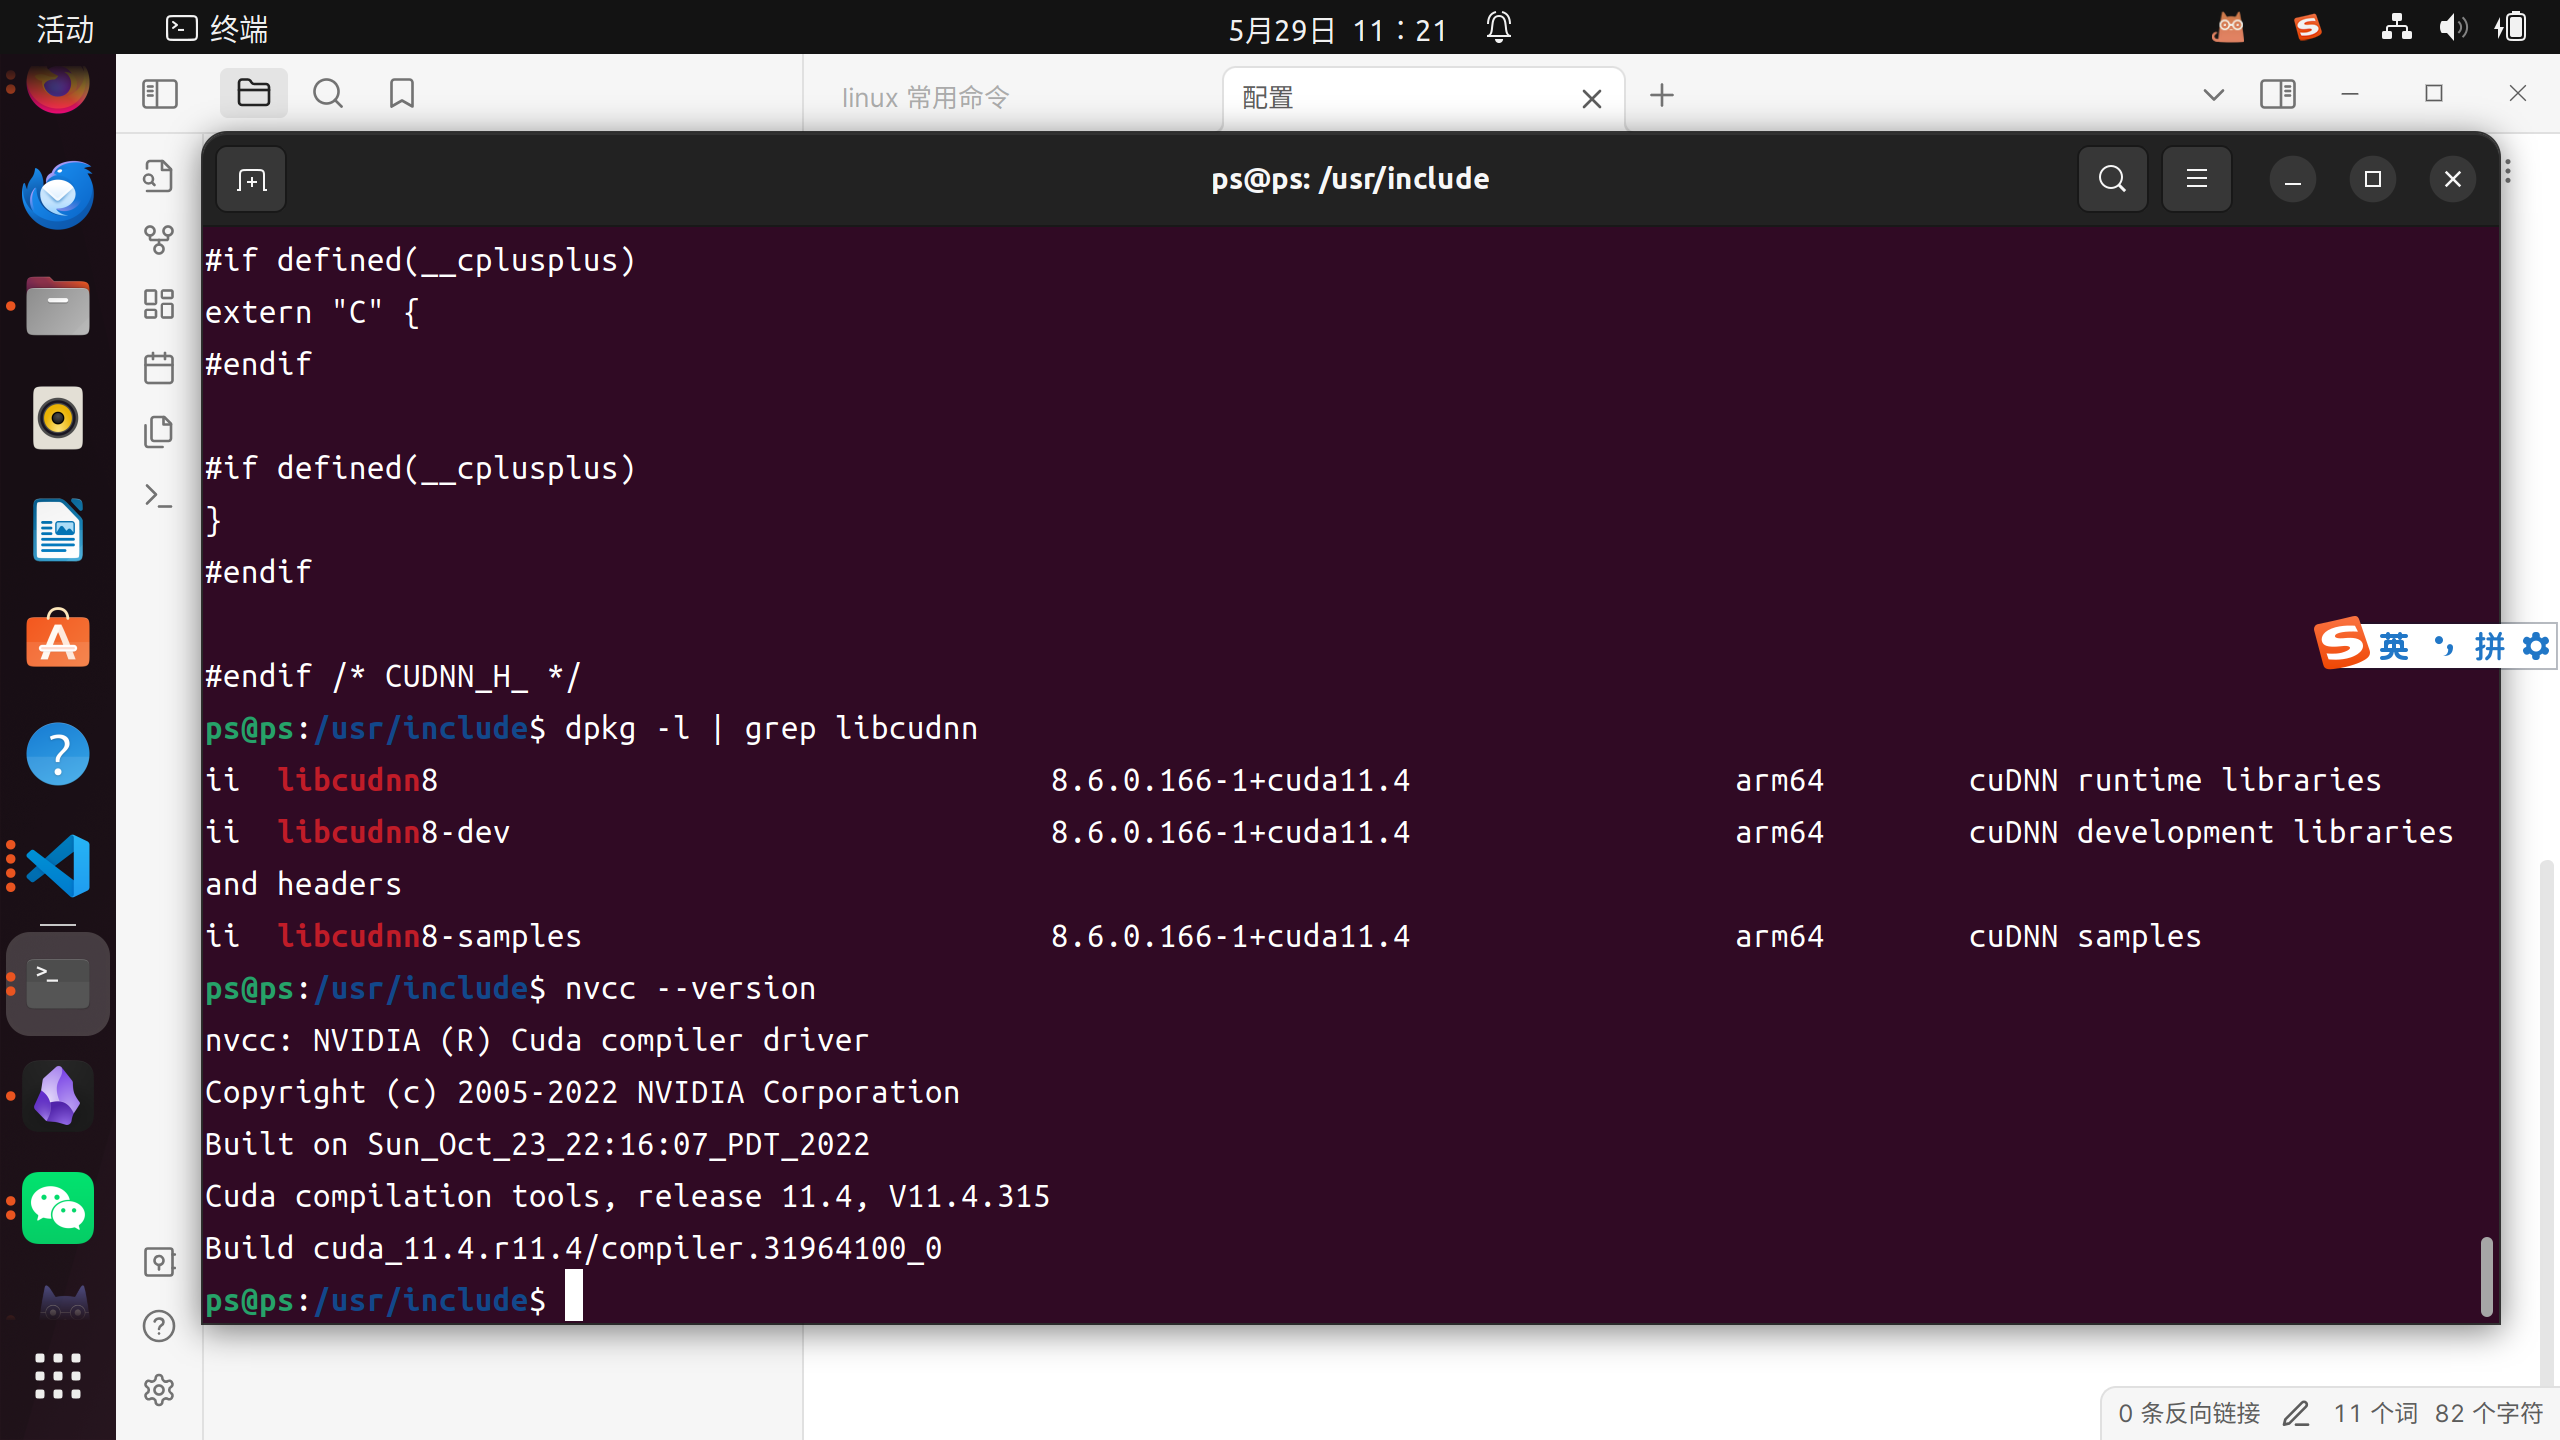 活动
终端
5月29日 11：21
linux 常用命令
配置
ps@ps: /usr/include
#if defined(__cplusplus)
extern "C" {
#endif
#if defined(__cplusplus)
}
#endif
#endif /* CUDNN_H_ */
ps@ps:/usr/include$ dpkg -l | grep libcudnn
ii  libcudnn8 8.6.0.166-1+cuda11.4 arm64 cuDNN runtime libraries
ii  libcudnn8-dev 8.6.0.166-1+cuda11.4 arm64 cuDNN development libraries
and headers
ii  libcudnn8-samples 8.6.0.166-1+cuda11.4 arm64 cuDNN samples
ps@ps:/usr/include$ nvcc --version
nvcc: NVIDIA (R) Cuda compiler driver
Copyright (c) 2005-2022 NVIDIA Corporation
Built on Sun_Oct_23_22:16:07_PDT_2022
Cuda compilation tools, release 11.4, V11.4.315
Build cuda_11.4.r11.4/compiler.31964100_0
ps@ps:/usr/include$
英 拼
0 条反向链接 11 个词 82 个字符